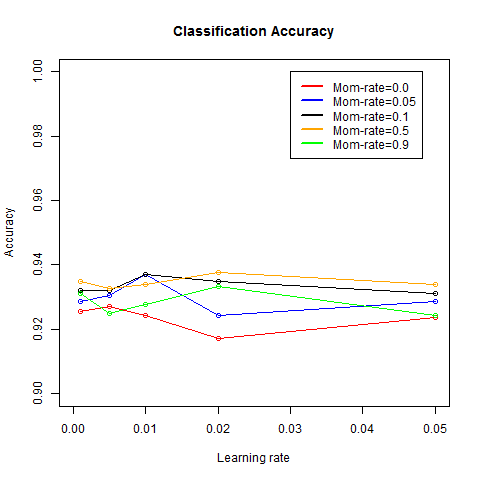 Classification Accuracy
Mom-rate=0.0
Mom-rate=0.05
Mom-rate=0.1
Mom-rate=0.5
Mom-rate=0.9
Accuracy
1.00
0.98
0.96
0.94
0.92
0.90
0.00 0.01 0.02 0.03 0.04 0.05
Learning rate